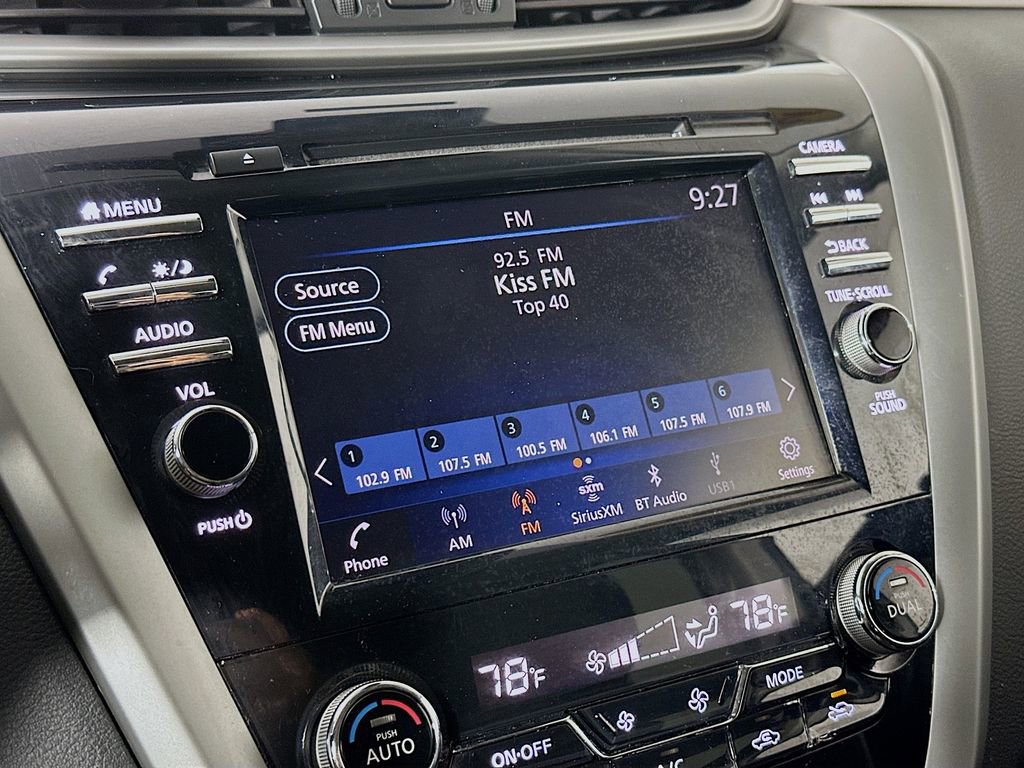 MENU
AUDIO
VOL
PUSH
CAMERA
BACK
TUNE•SCROLL
PUSH
SOUND
FM
9:27
92.5 FM
Kiss FM
Top 40
Source
FM Menu
1
102.9 FM
2
107.5 FM
3
100.5 FM
4
106.1 FM
5
107.5 FM
6
107.9 FM
Phone
AM
FM
sxm
SiriusXM
BT Audio
USB1
Settings
78°F
78°F
PUSH
AUTO
ON•OFF
A/C
MODE
PUSH
DUAL